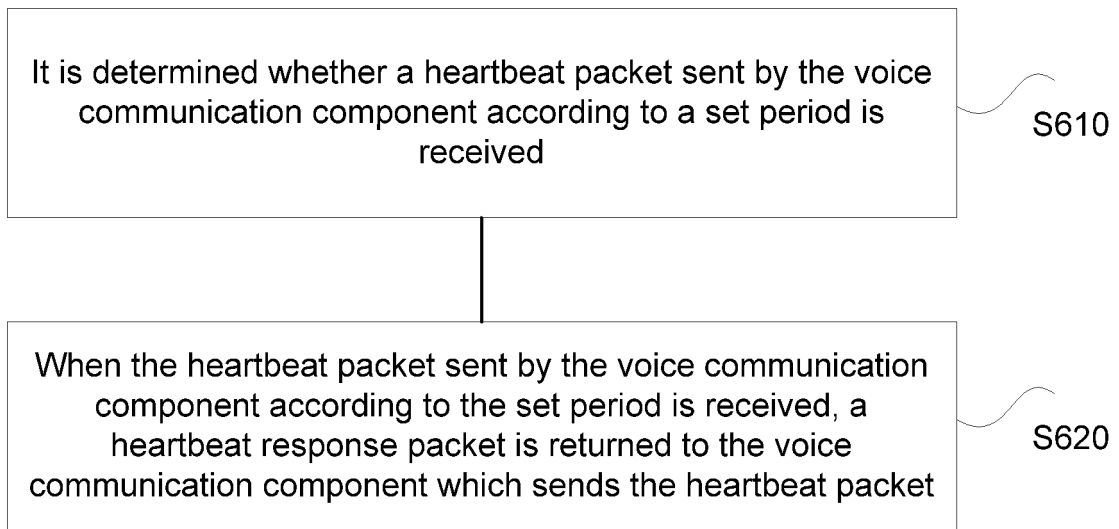 It is determined whether a heartbeat packet sent by the voice
communication component according to a set period is
received
S610
When the heartbeat packet sent by the voice communication
component according to the set period is received, a
heartbeat response packet is returned to the voice
communication component which sends the heartbeat packet
S620